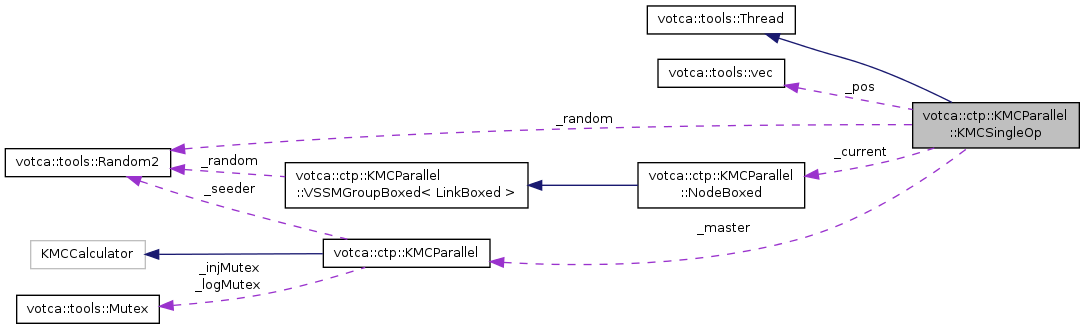 votca::tools::Thread
votca::tools::vec
_pos
votca::ctp::KMCParallel
::KMCSingleOp
_random
_current
votca::tools::Random2
_random
_seeder
votca::ctp::KMCParallel
::VSSMGroupBoxed< LinkBoxed >
votca::ctp::KMCParallel
::NodeBoxed
_master
KMCCalculator
votca::ctp::KMCParallel
_injMutex
_logMutex
votca::tools::Mutex